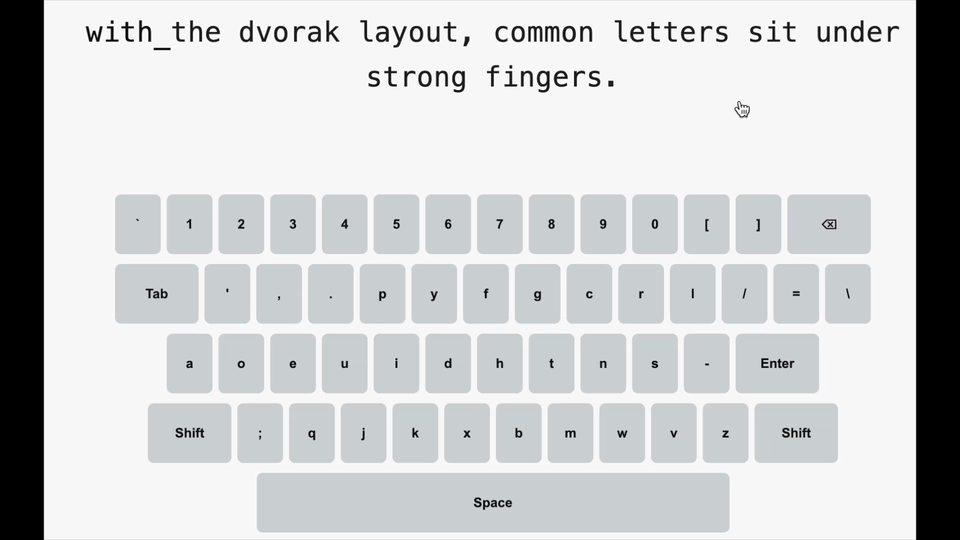 with_the dvorak layout, common letters sit under
strong fingers.
` 1 2 3 4 5 6 7 8 9 0 [ ] ⌫
Tab ' , . p y f g c r l / = \
a o e u i d h t n s - Enter
Shift ; q j k x b m w v z Shift
Space